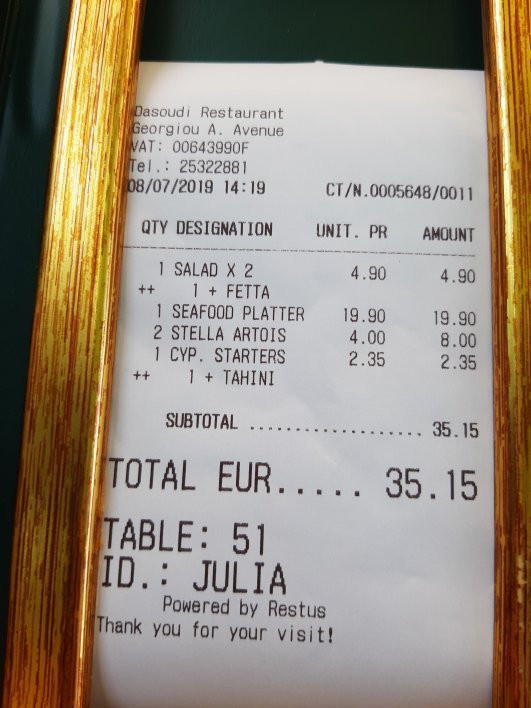 Dasoudi Restaurant
Georgiou A. Avenue
VAT: 00643990F
Tel.: 25322881
08/07/2019 14:19 CT/N.0005648/0011
QTY DESIGNATION UNIT. PR AMOUNT
1 SALAD X 2 4.90 4.90
++ 1 + FETTA
1 SEAFOOD PLATTER 19.90 19.90
2 STELLA ARTOIS 4.00 8.00
1 CYP. STARTERS 2.35 2.35
++ 1 + TAHINI
SUBTOTAL ................... 35.15
TOTAL EUR..... 35.15
TABLE: 51
ID.: JULIA
Powered by Restus
Thank you for your visit!